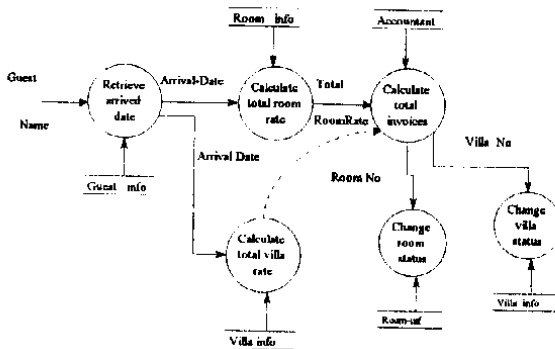 Room info
Accountant
Guest
Name
Retrieve
arrived
date
Arrival-Date
Calculate
total room
rate
Total
RoomRate
Calculate
total
invoices
Guest info
Arrival Date
Room No
Villa No
Calculate
total villa
rate
Change
room
status
Change
villa
status
Villa info
Room-inf
Villa info